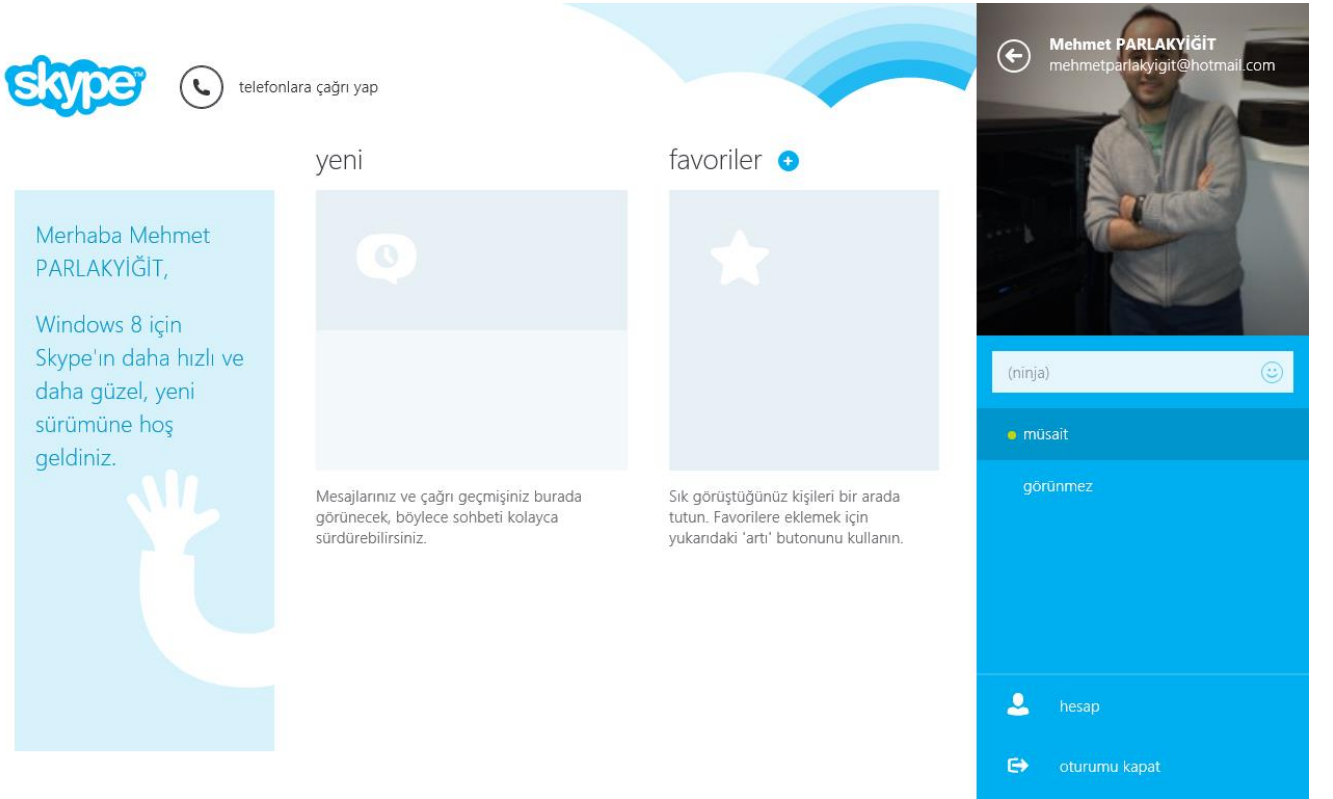 skype™
telefonlara çağrı yap
yeni
favoriler
Merhaba Mehmet
PARLAKYİĞİT,
Windows 8 için
Skype'ın daha hızlı ve
daha güzel, yeni
sürümüne hoş
geldiniz.
Mesajlarınız ve çağrı geçmişiniz burada
görünecek, böylece sohbeti kolayca
sürdürebilirsiniz.
Sık görüştüğünüz kişileri bir arada
tutun. Favorilere eklemek için
yukarıdaki 'artı' butonunu kullanın.
Mehmet PARLAKYİĞİT
mehmetparlakyigit@hotmail.com
(ninja)
müsait
görünmez
hesap
oturumu kapat